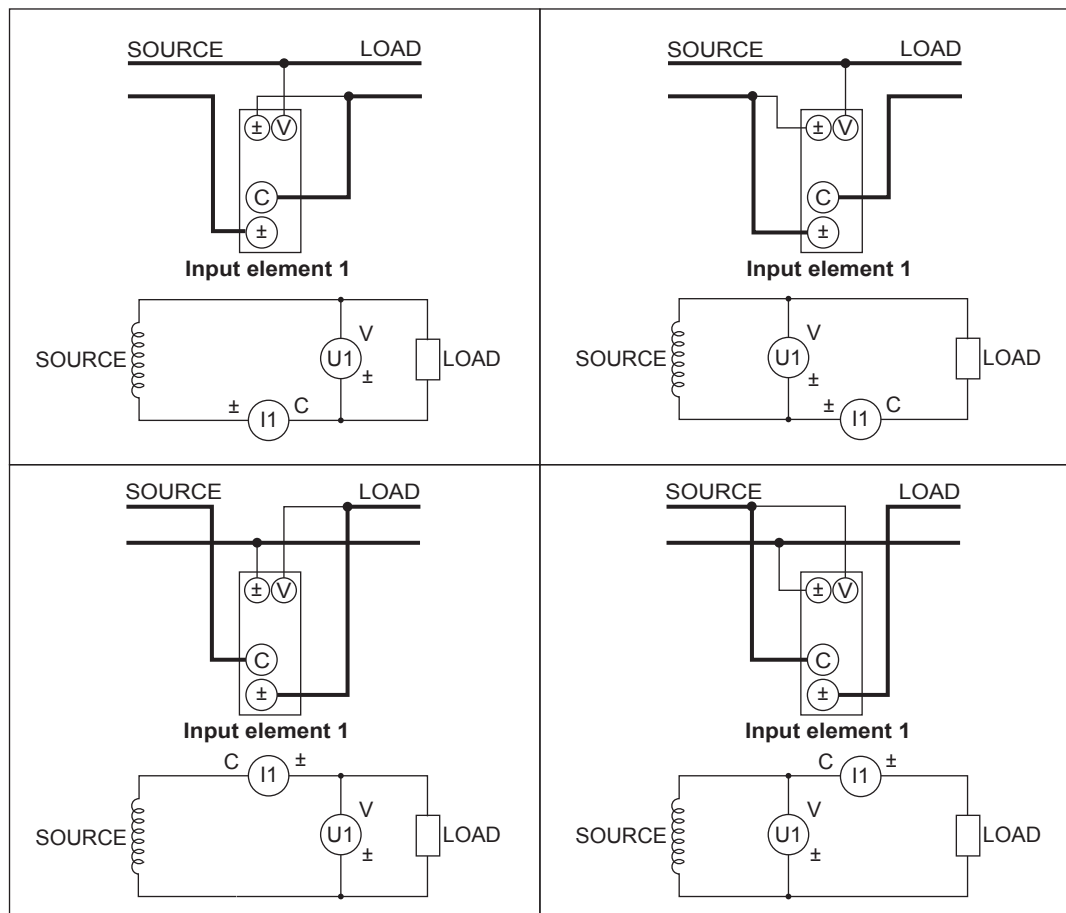 SOURCE LOAD
± V
C
±
Input element 1
SOURCE
V
U1
±
LOAD
± I1 C
SOURCE LOAD
± V
C
±
Input element 1
SOURCE
V
U1
±
LOAD
± I1 C
SOURCE LOAD
± V
C
±
Input element 1
C I1 ±
SOURCE
V
U1
±
LOAD
SOURCE LOAD
± V
C
±
Input element 1
C I1 ±
SOURCE
V
U1
±
LOAD